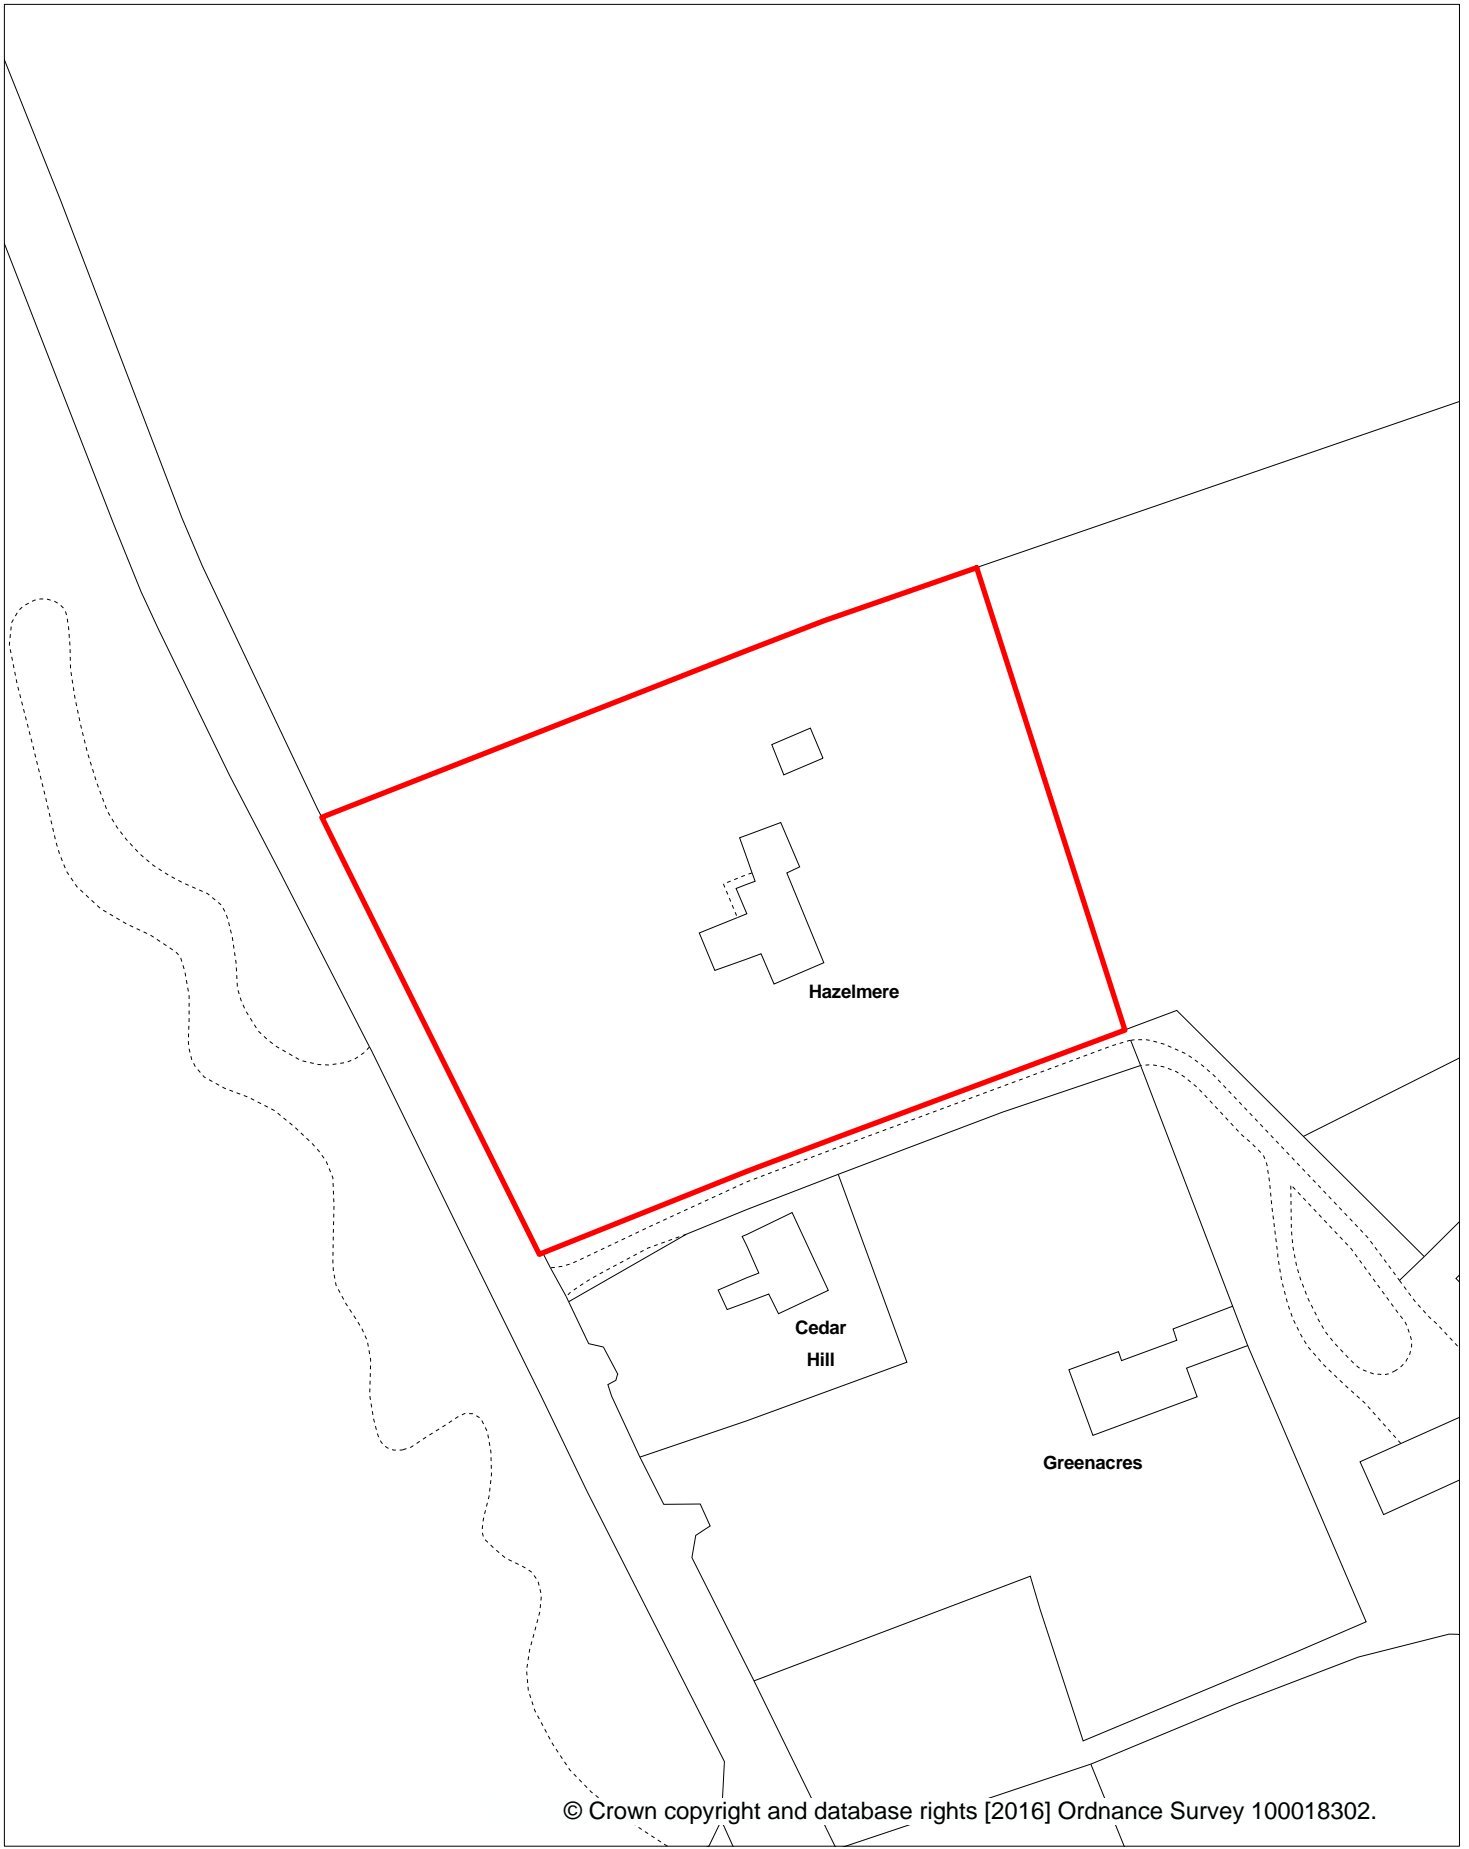 Hazelmere
Cedar
Hill
Greenacres
© Crown copyright and database rights [2016] Ordnance Survey 100018302.